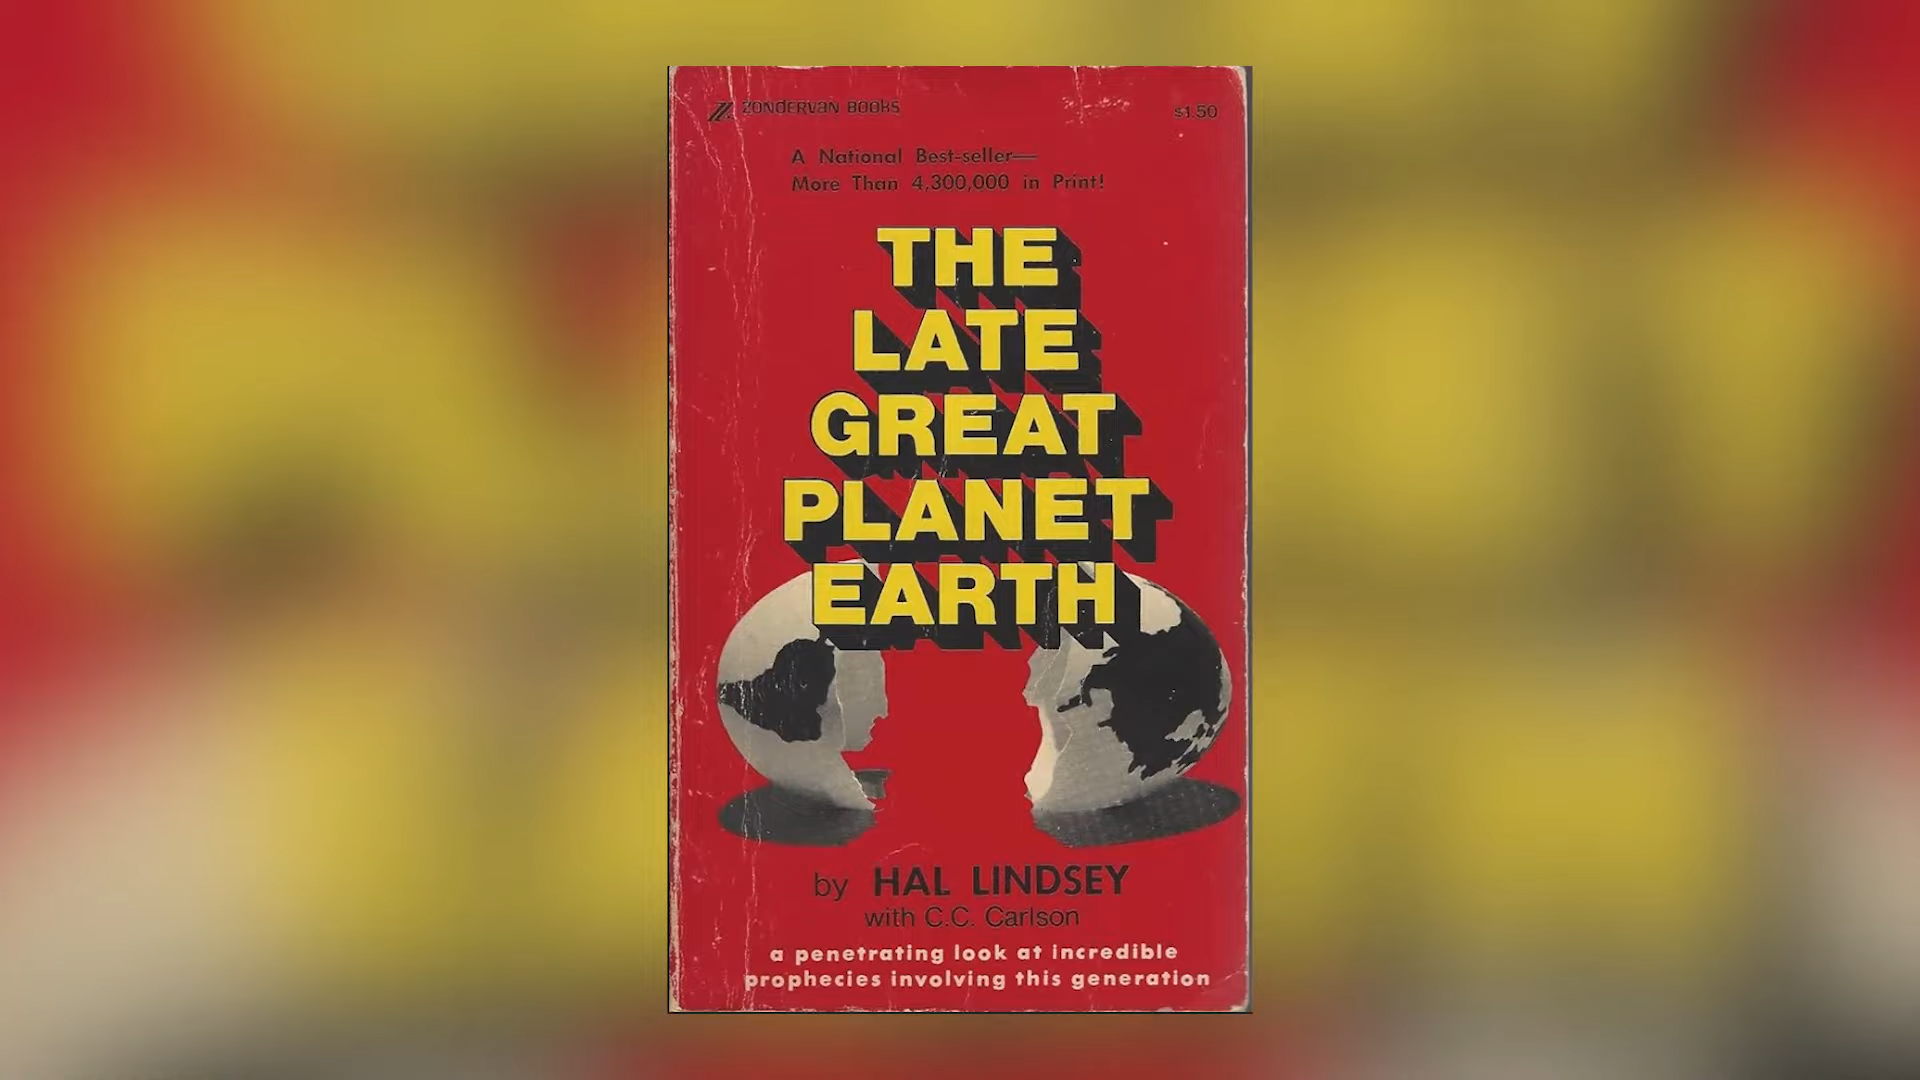 ZONDERVAN BOOKS
$1.50
A National Best-seller—
More Than 4,300,000 in Print!
THE
LATE
GREAT
PLANET
EARTH
by HAL LINDSEY
with C.C. Carlson
a penetrating look at incredible
prophecies involving this generation